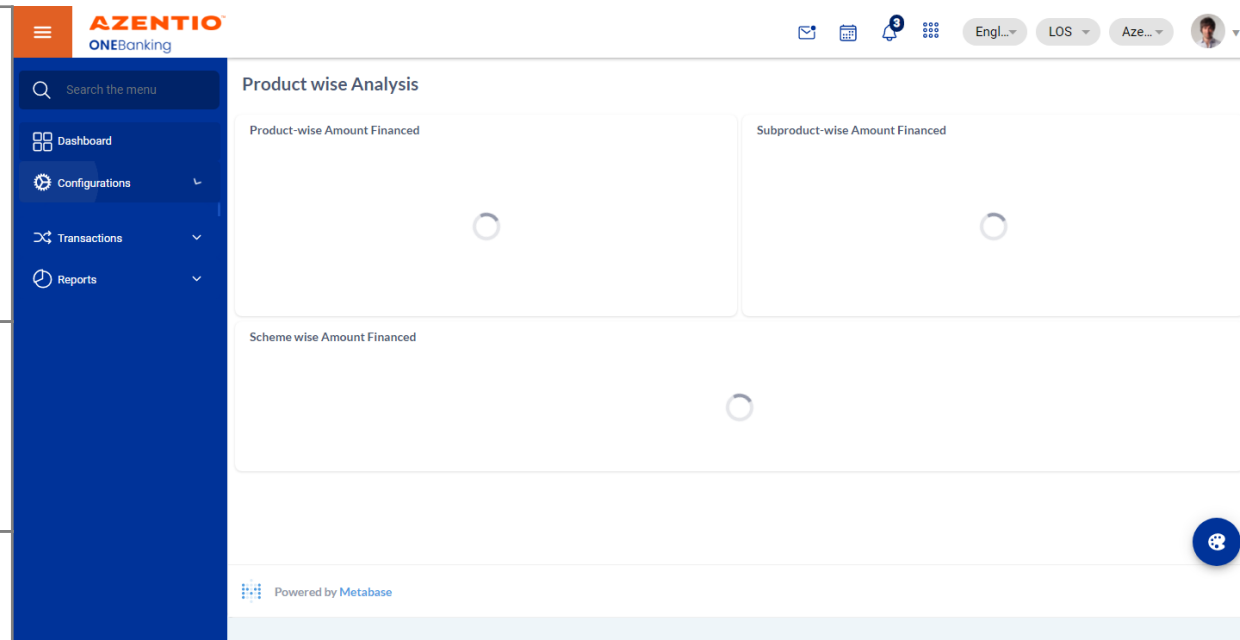 AZENTIO
ONEBanking
3
Engl...
LOS
Aze...
Search the menu
Dashboard
Configurations
Transactions
Reports
Product wise Analysis
Product-wise Amount Financed
Subproduct-wise Amount Financed
Scheme wise Amount Financed
Powered by Metabase